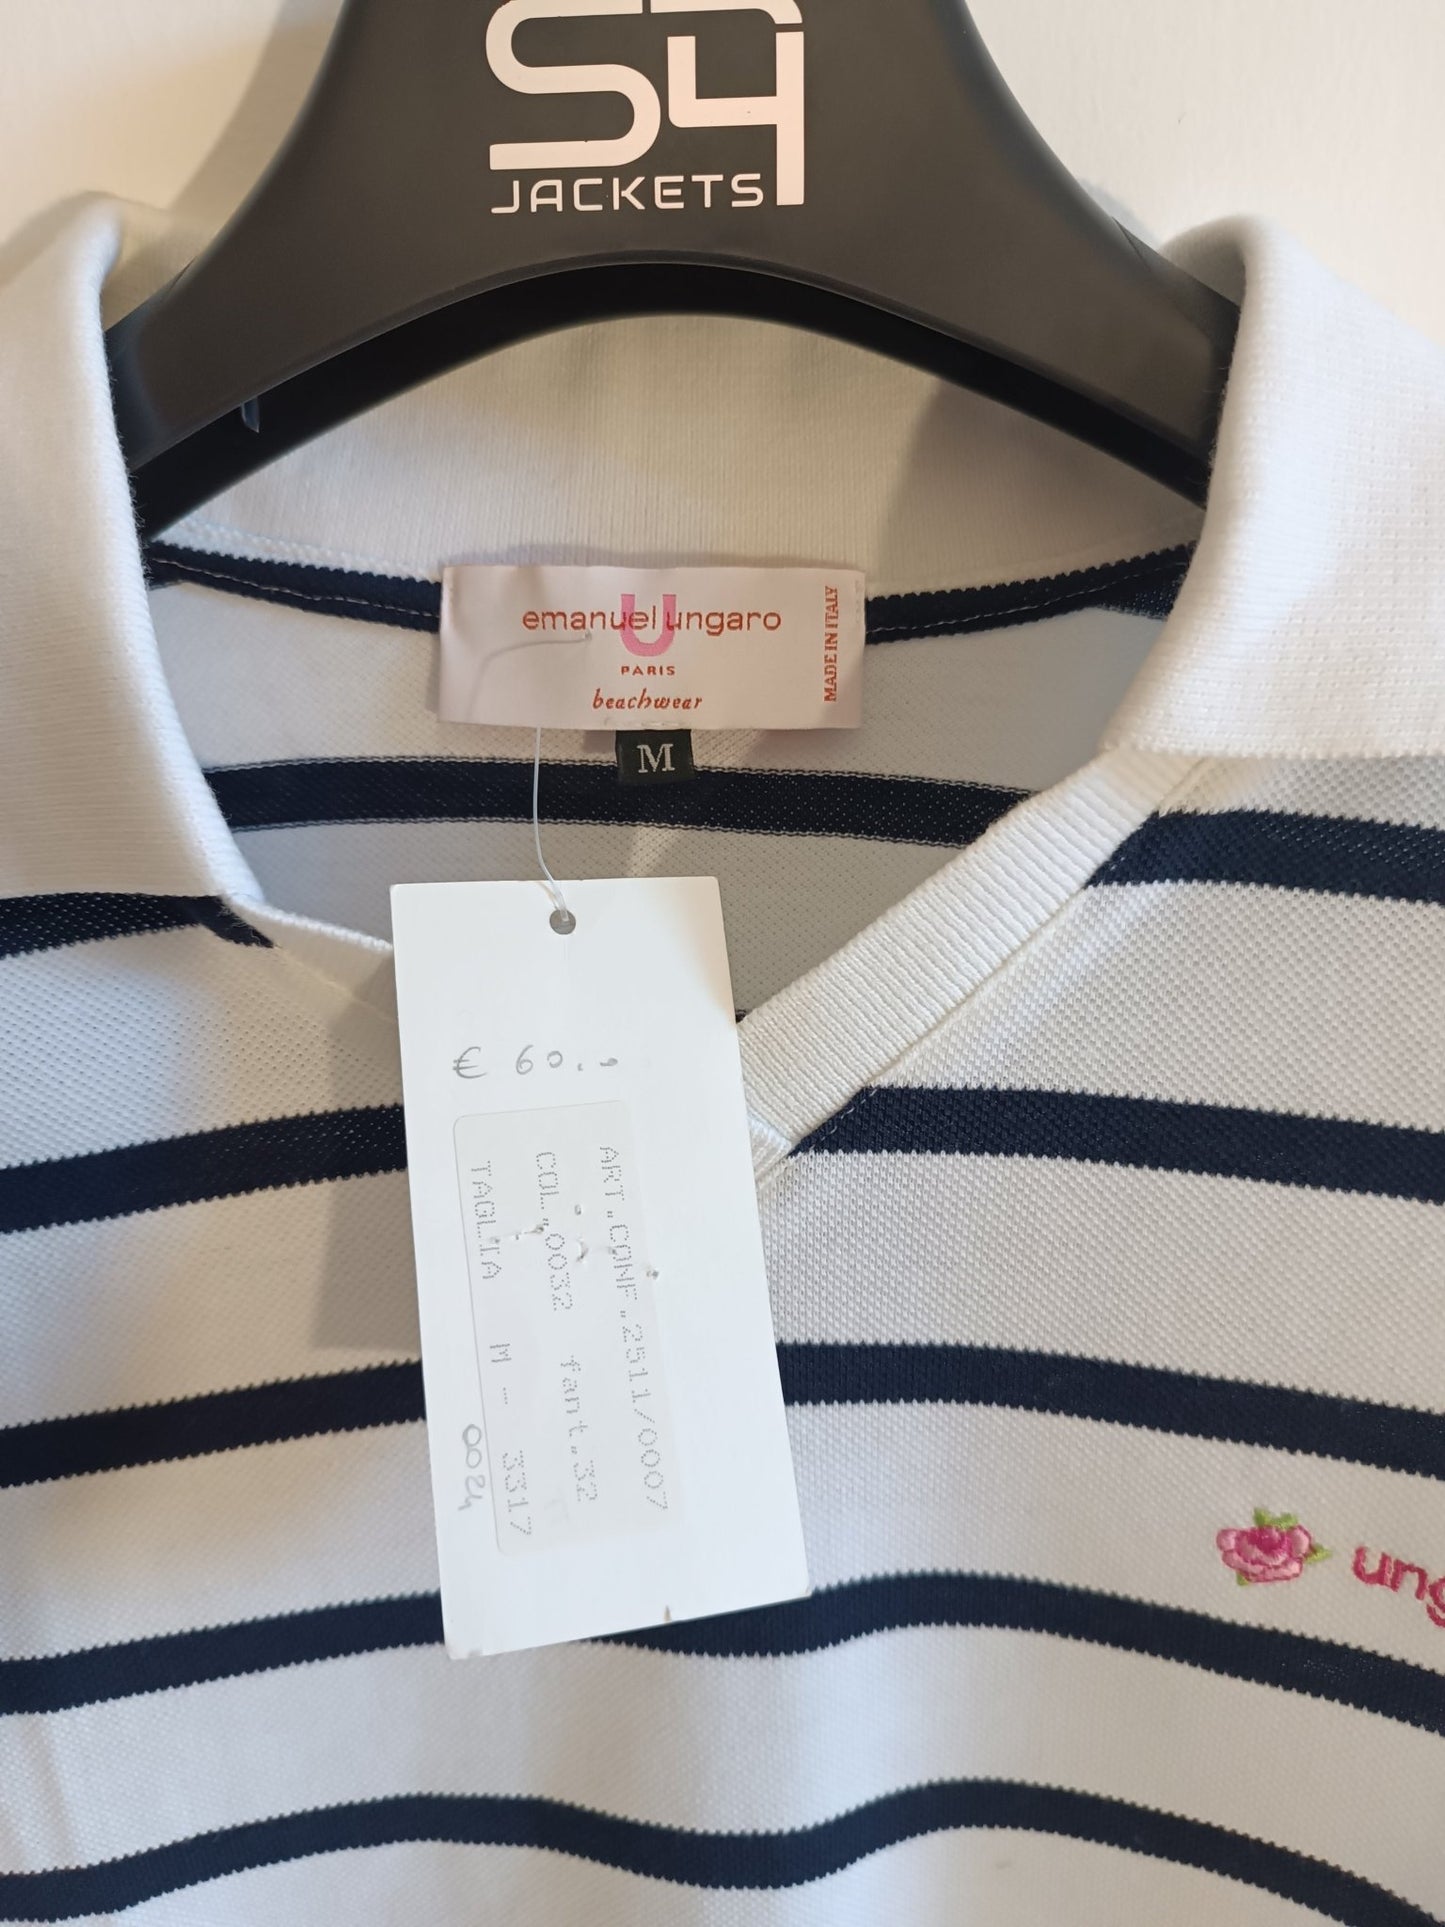 S4
JACKETS
emanuel ungaro
U
PARIS
beachwear
MADE IN ITALY
M
€ 60.-
ART.CONF.2511/0007
COL.0032 fant.32
TAGLIA M - 3317
0024